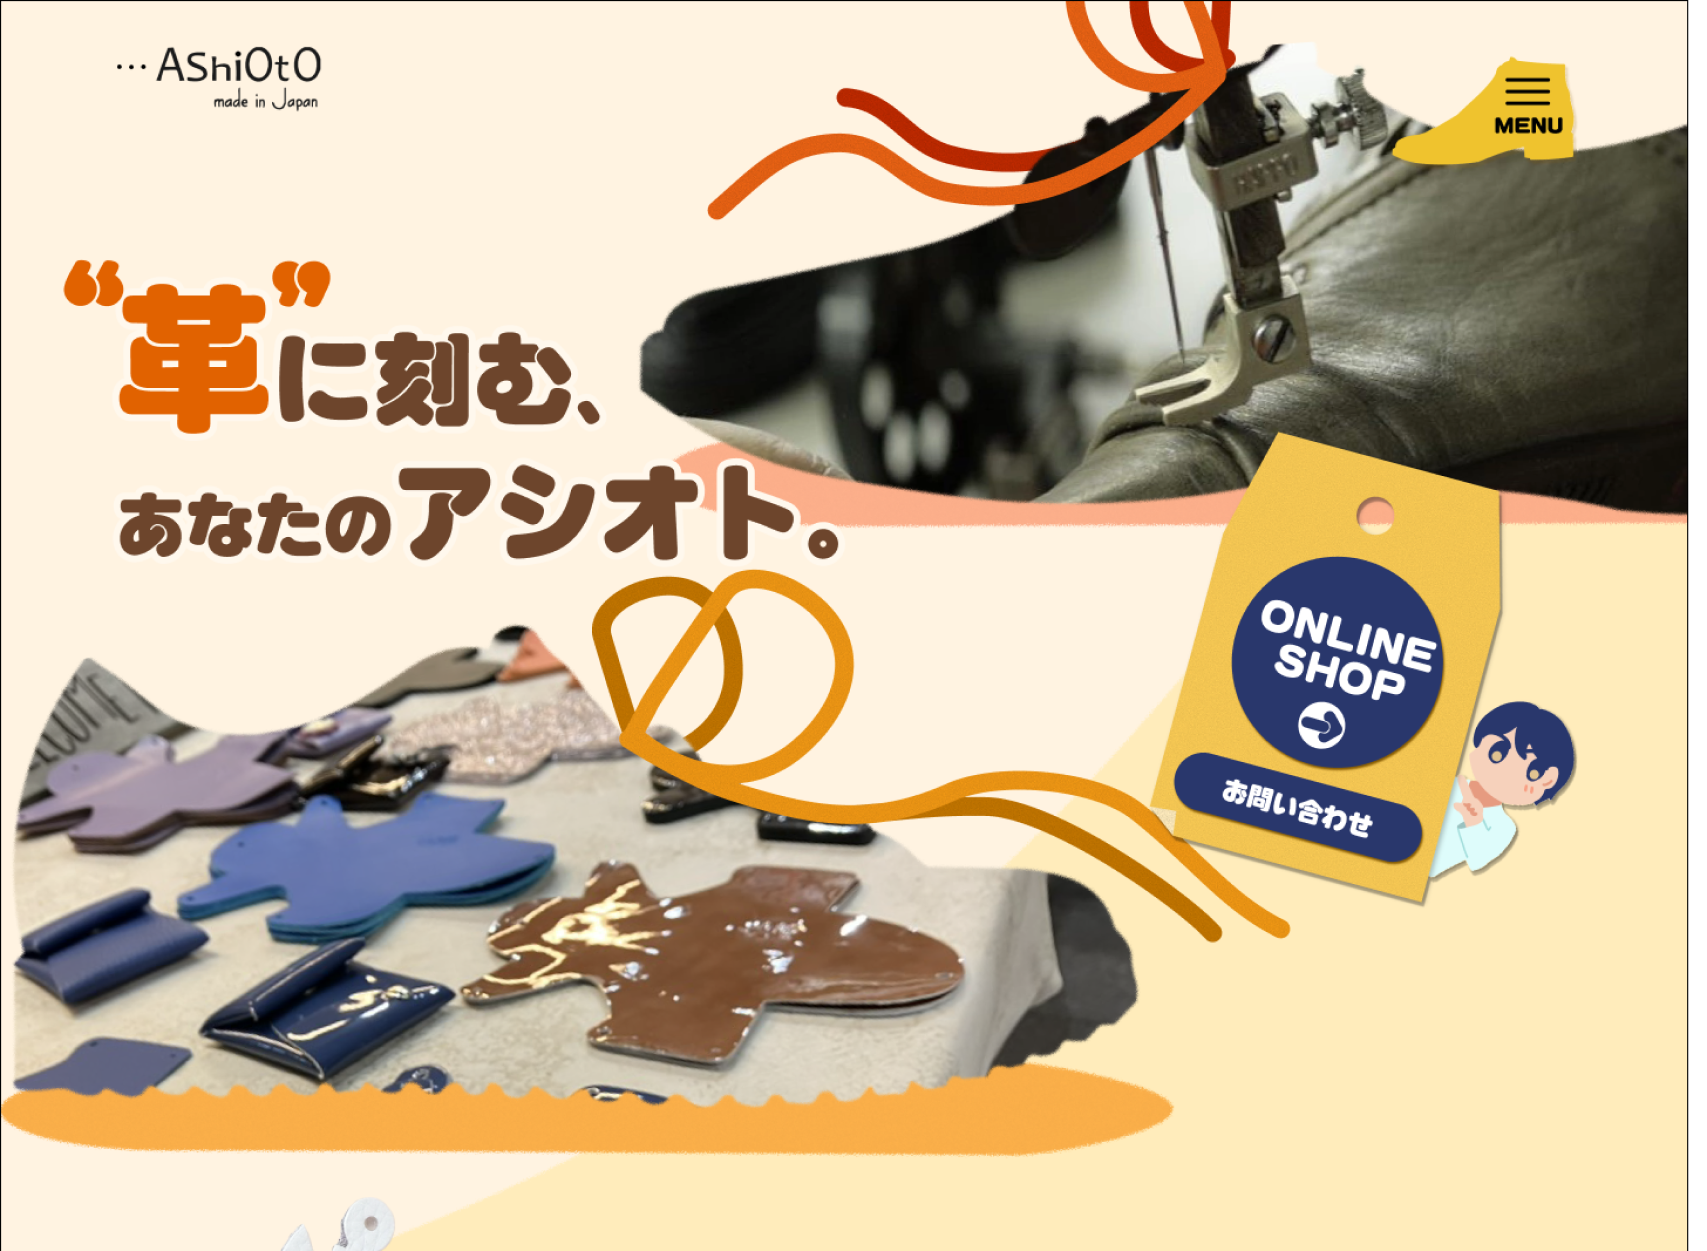 … AShiOtO
made in Japan
MENU
“革”に刻む、
あなたのアシオト。
ONLINE
SHOP
お問い合わせ